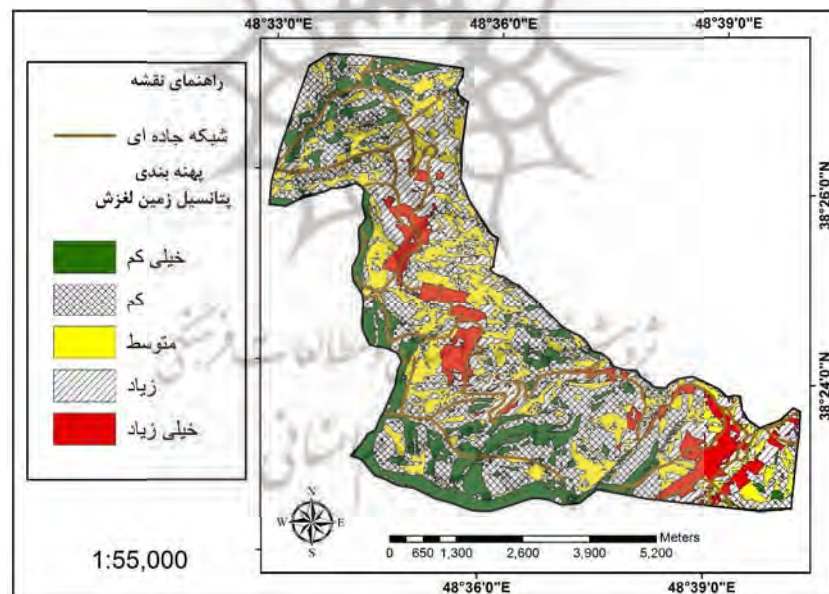 48°33'0"E
48°36'0"E
48°39'0"E
راهنمای نقشه
شبکه جاده ای
پهنه بندی
پتانسیل زمین لغزش
خیلی کم
کم
متوسط
زیاد
خیلی زیاد
38°26'0"N
38°24'0"N
N
W
E
S
1:55,000
Meters
0 650 1,300 2,600 3,900 5,200
48°36'0"E
48°39'0"E